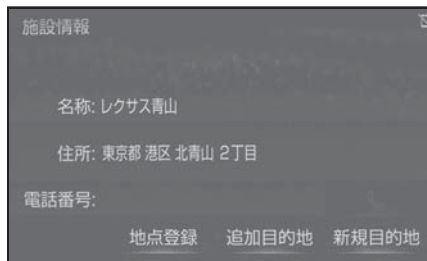 施設情報
名称: レクサス青山
住所: 東京都 港区 北青山 2丁目
電話番号:
地点登録 追加目的地 新規目的地